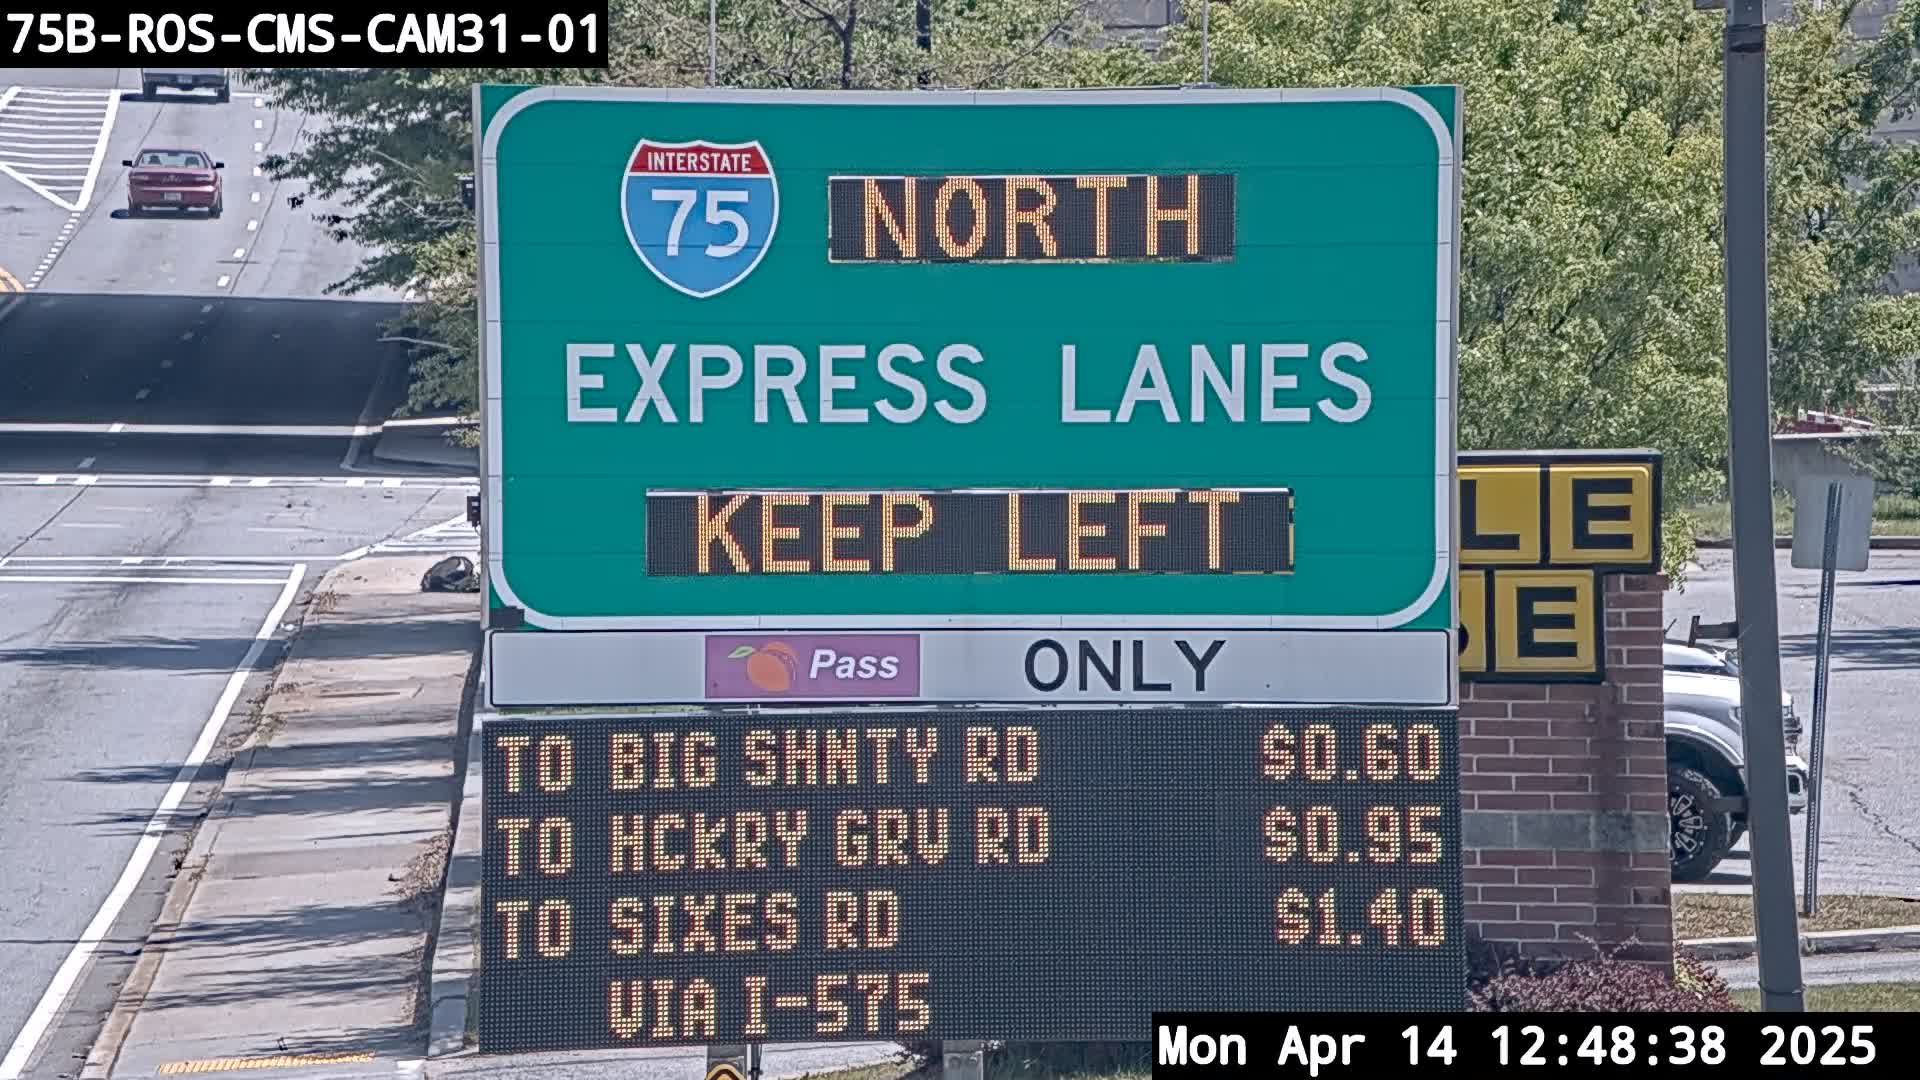 75B-ROS-CMS-CAM31-01
INTERSTATE
75
NORTH
EXPRESS LANES
KEEP LEFT
Pass ONLY
TO BIG SHNTY RD $0.60
TO HCKRY GRV RD $0.95
TO SIXES RD $1.40
VIA I-575
LE
E
Mon Apr 14 12:48:38 2025